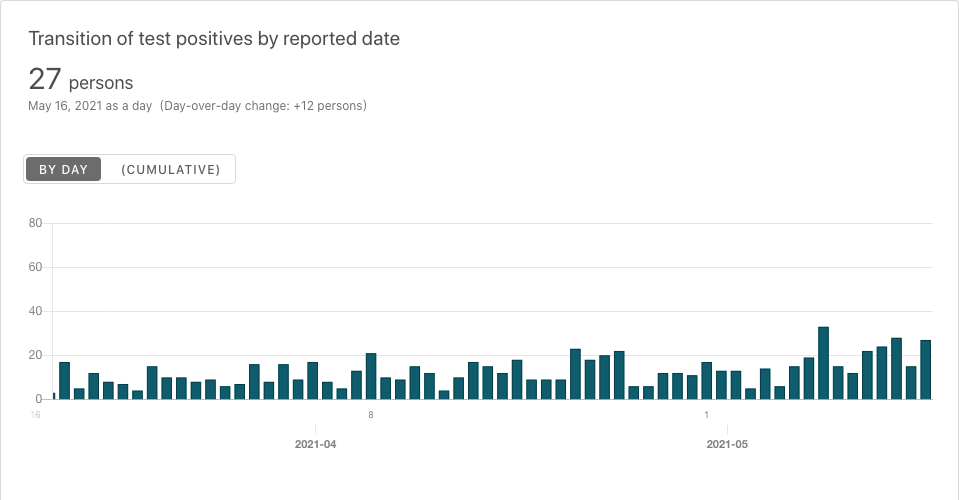 Transition of test positives by reported date
27 persons
May 16, 2021 as a day (Day-over-day change: +12 persons)
BY DAY (CUMULATIVE)
80
60
40
20
0
16 8 1
2021-04 2021-05